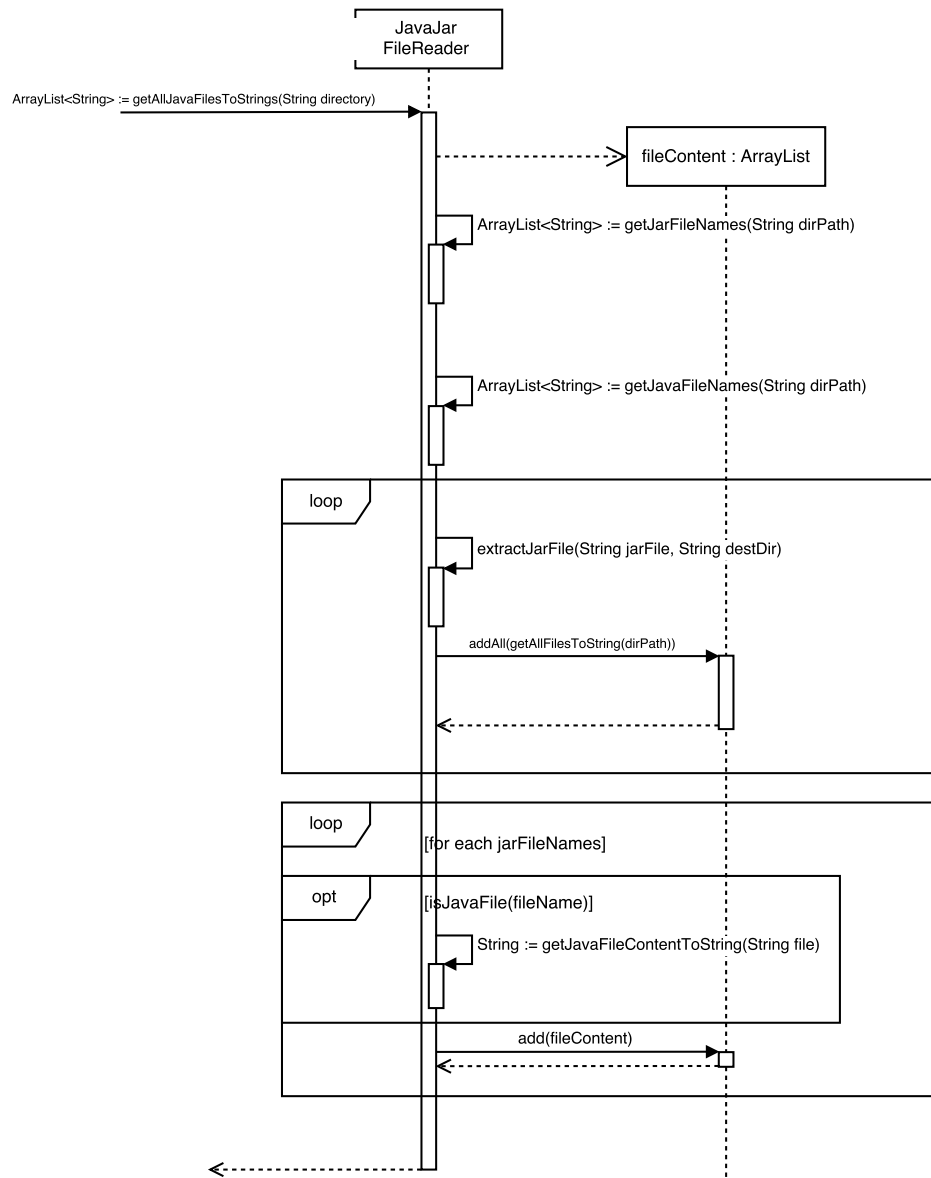 JavaJar
FileReader
ArrayList<String> := getAllJavaFilesToStrings(String directory)
fileContent : ArrayList
ArrayList<String> := getJarFileNames(String dirPath)
ArrayList<String> := getJavaFileNames(String dirPath)
loop
extractJarFile(String jarFile, String destDir)
addAll(getAllFilesToString(dirPath))
loop
[for each jarFileNames]
opt
[isJavaFile(fileName)]
String := getJavaFileContentToString(String file)
add(fileContent)